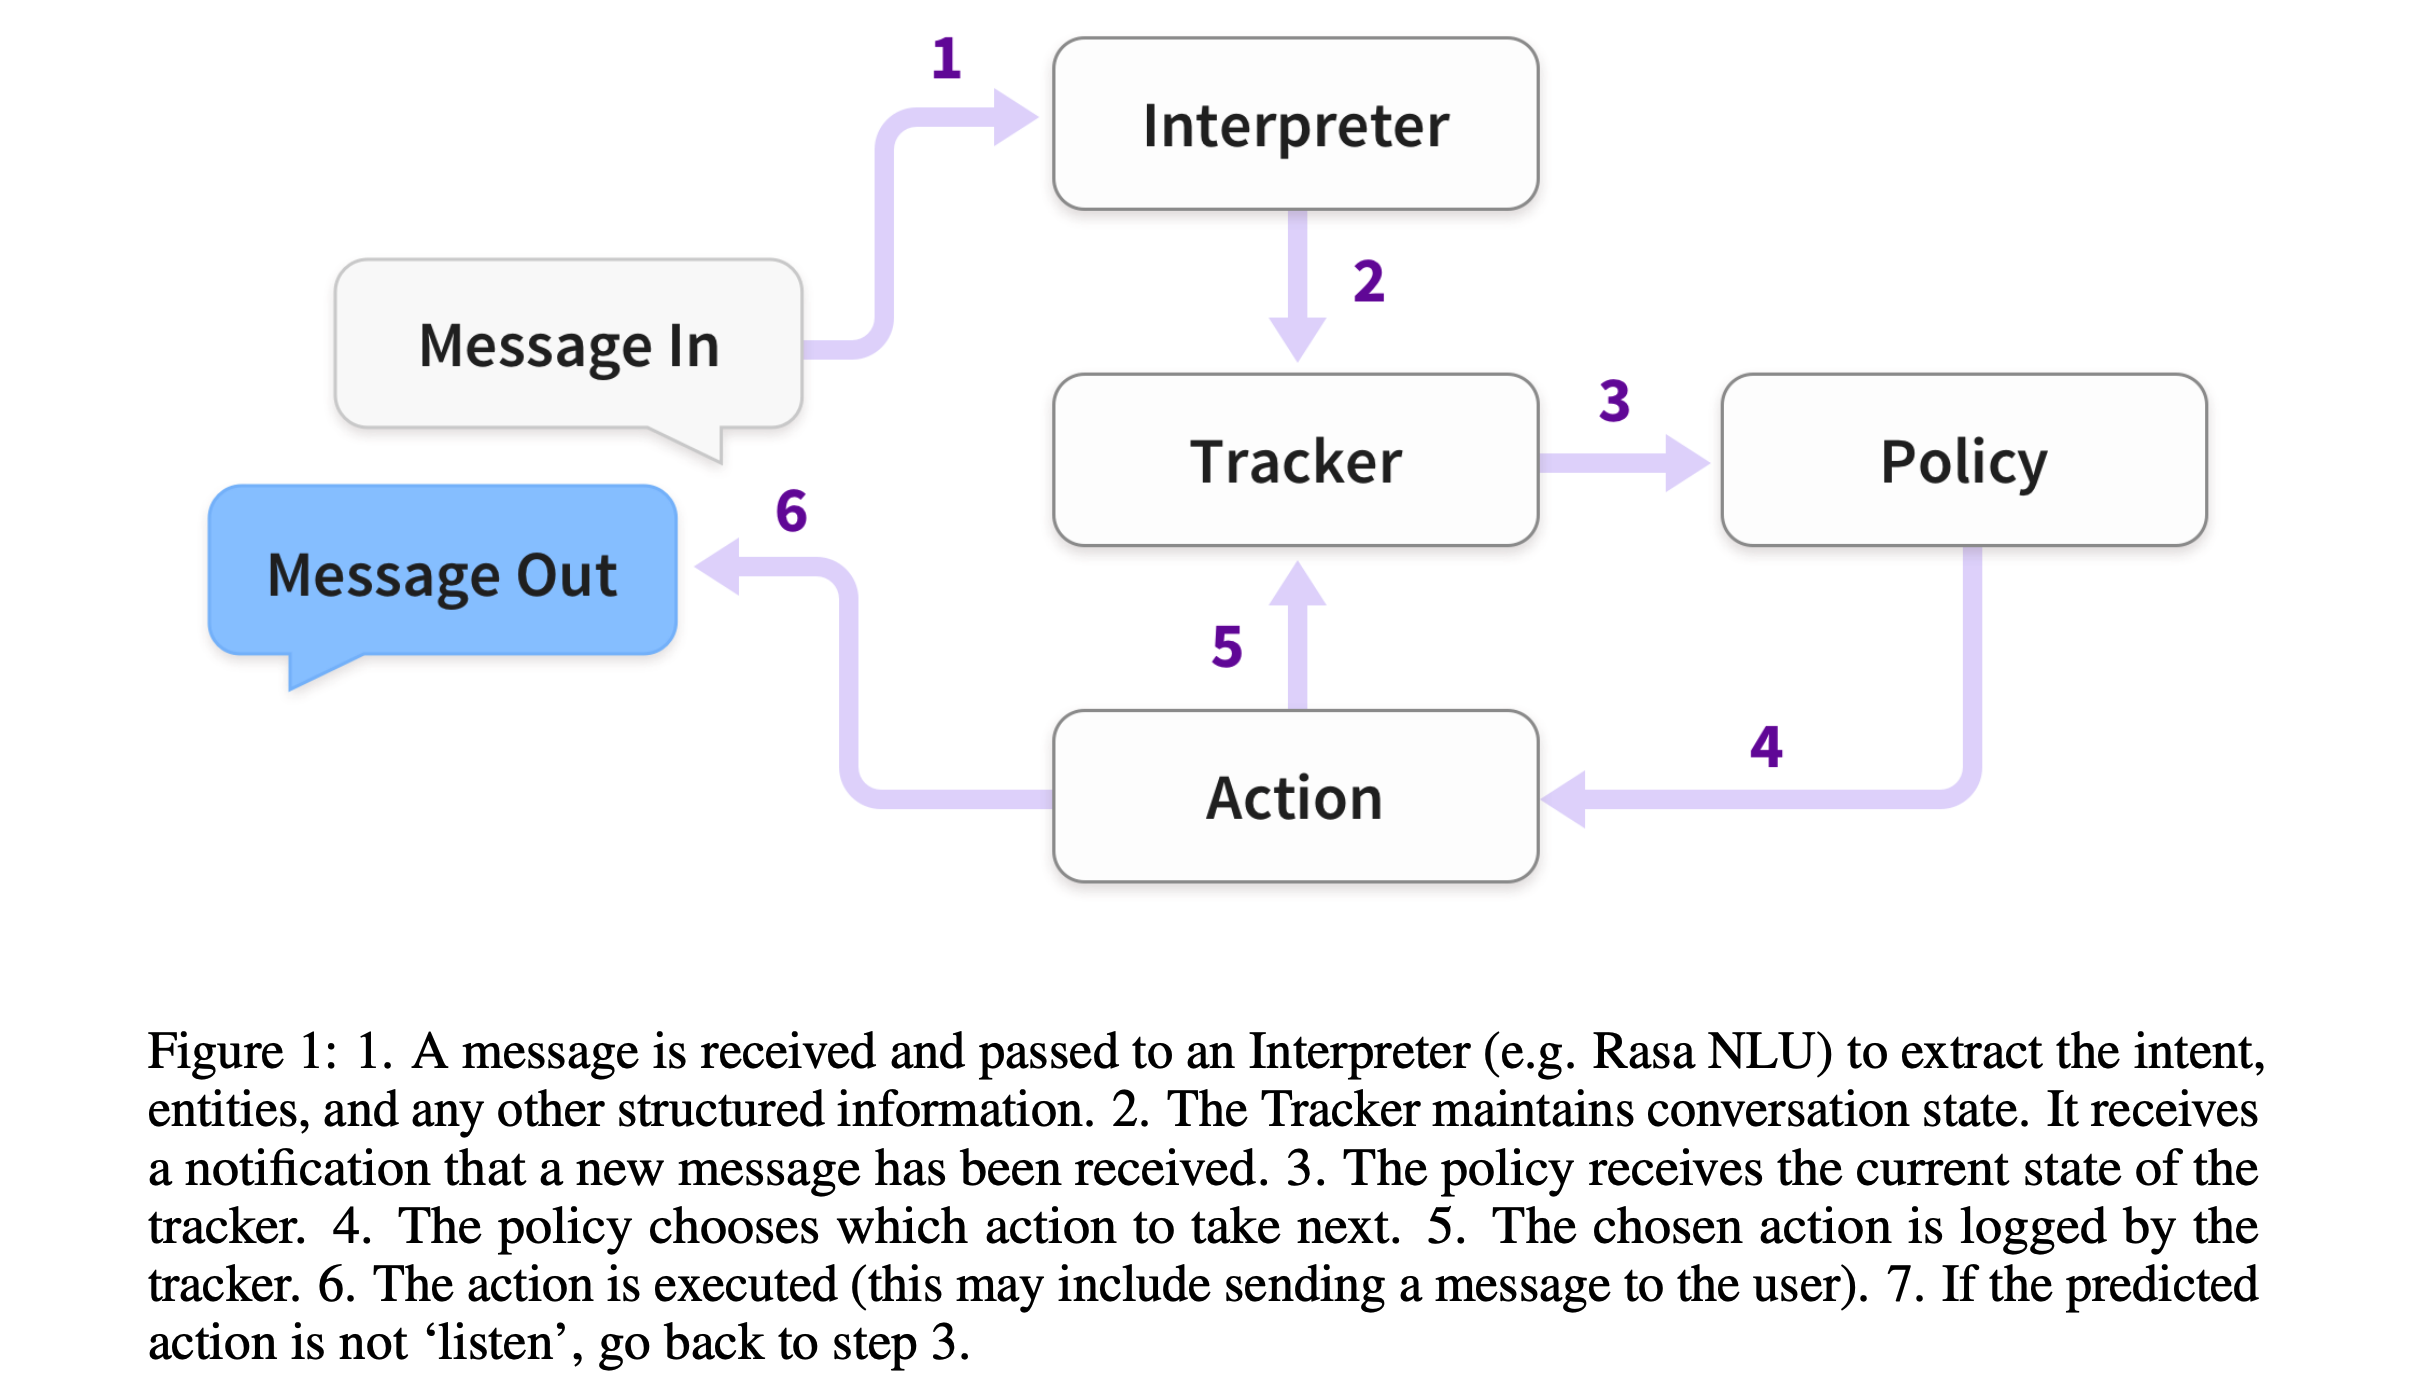 1
Interpreter
2
Message In
3
Tracker
Policy
6
Message Out
5
4
Action
Figure 1: 1. A message is received and passed to an Interpreter (e.g. Rasa NLU) to extract the intent,
entities, and any other structured information. 2. The Tracker maintains conversation state. It receives
a notification that a new message has been received. 3. The policy receives the current state of the
tracker. 4. The policy chooses which action to take next. 5. The chosen action is logged by the
tracker. 6. The action is executed (this may include sending a message to the user). 7. If the predicted
action is not ‘listen’, go back to step 3.